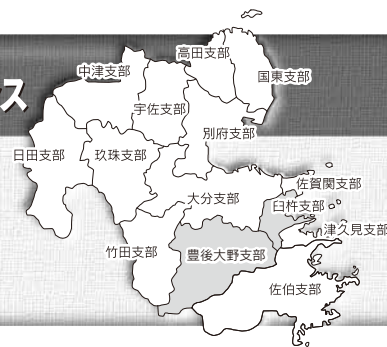 高田支部
中津支部
国東支部
ス
宇佐支部
別府支部
日田支部
玖珠支部
佐賀関支部
大分支部
臼杵支部
津久見支部
竹田支部
豊後大野支部
佐伯支部